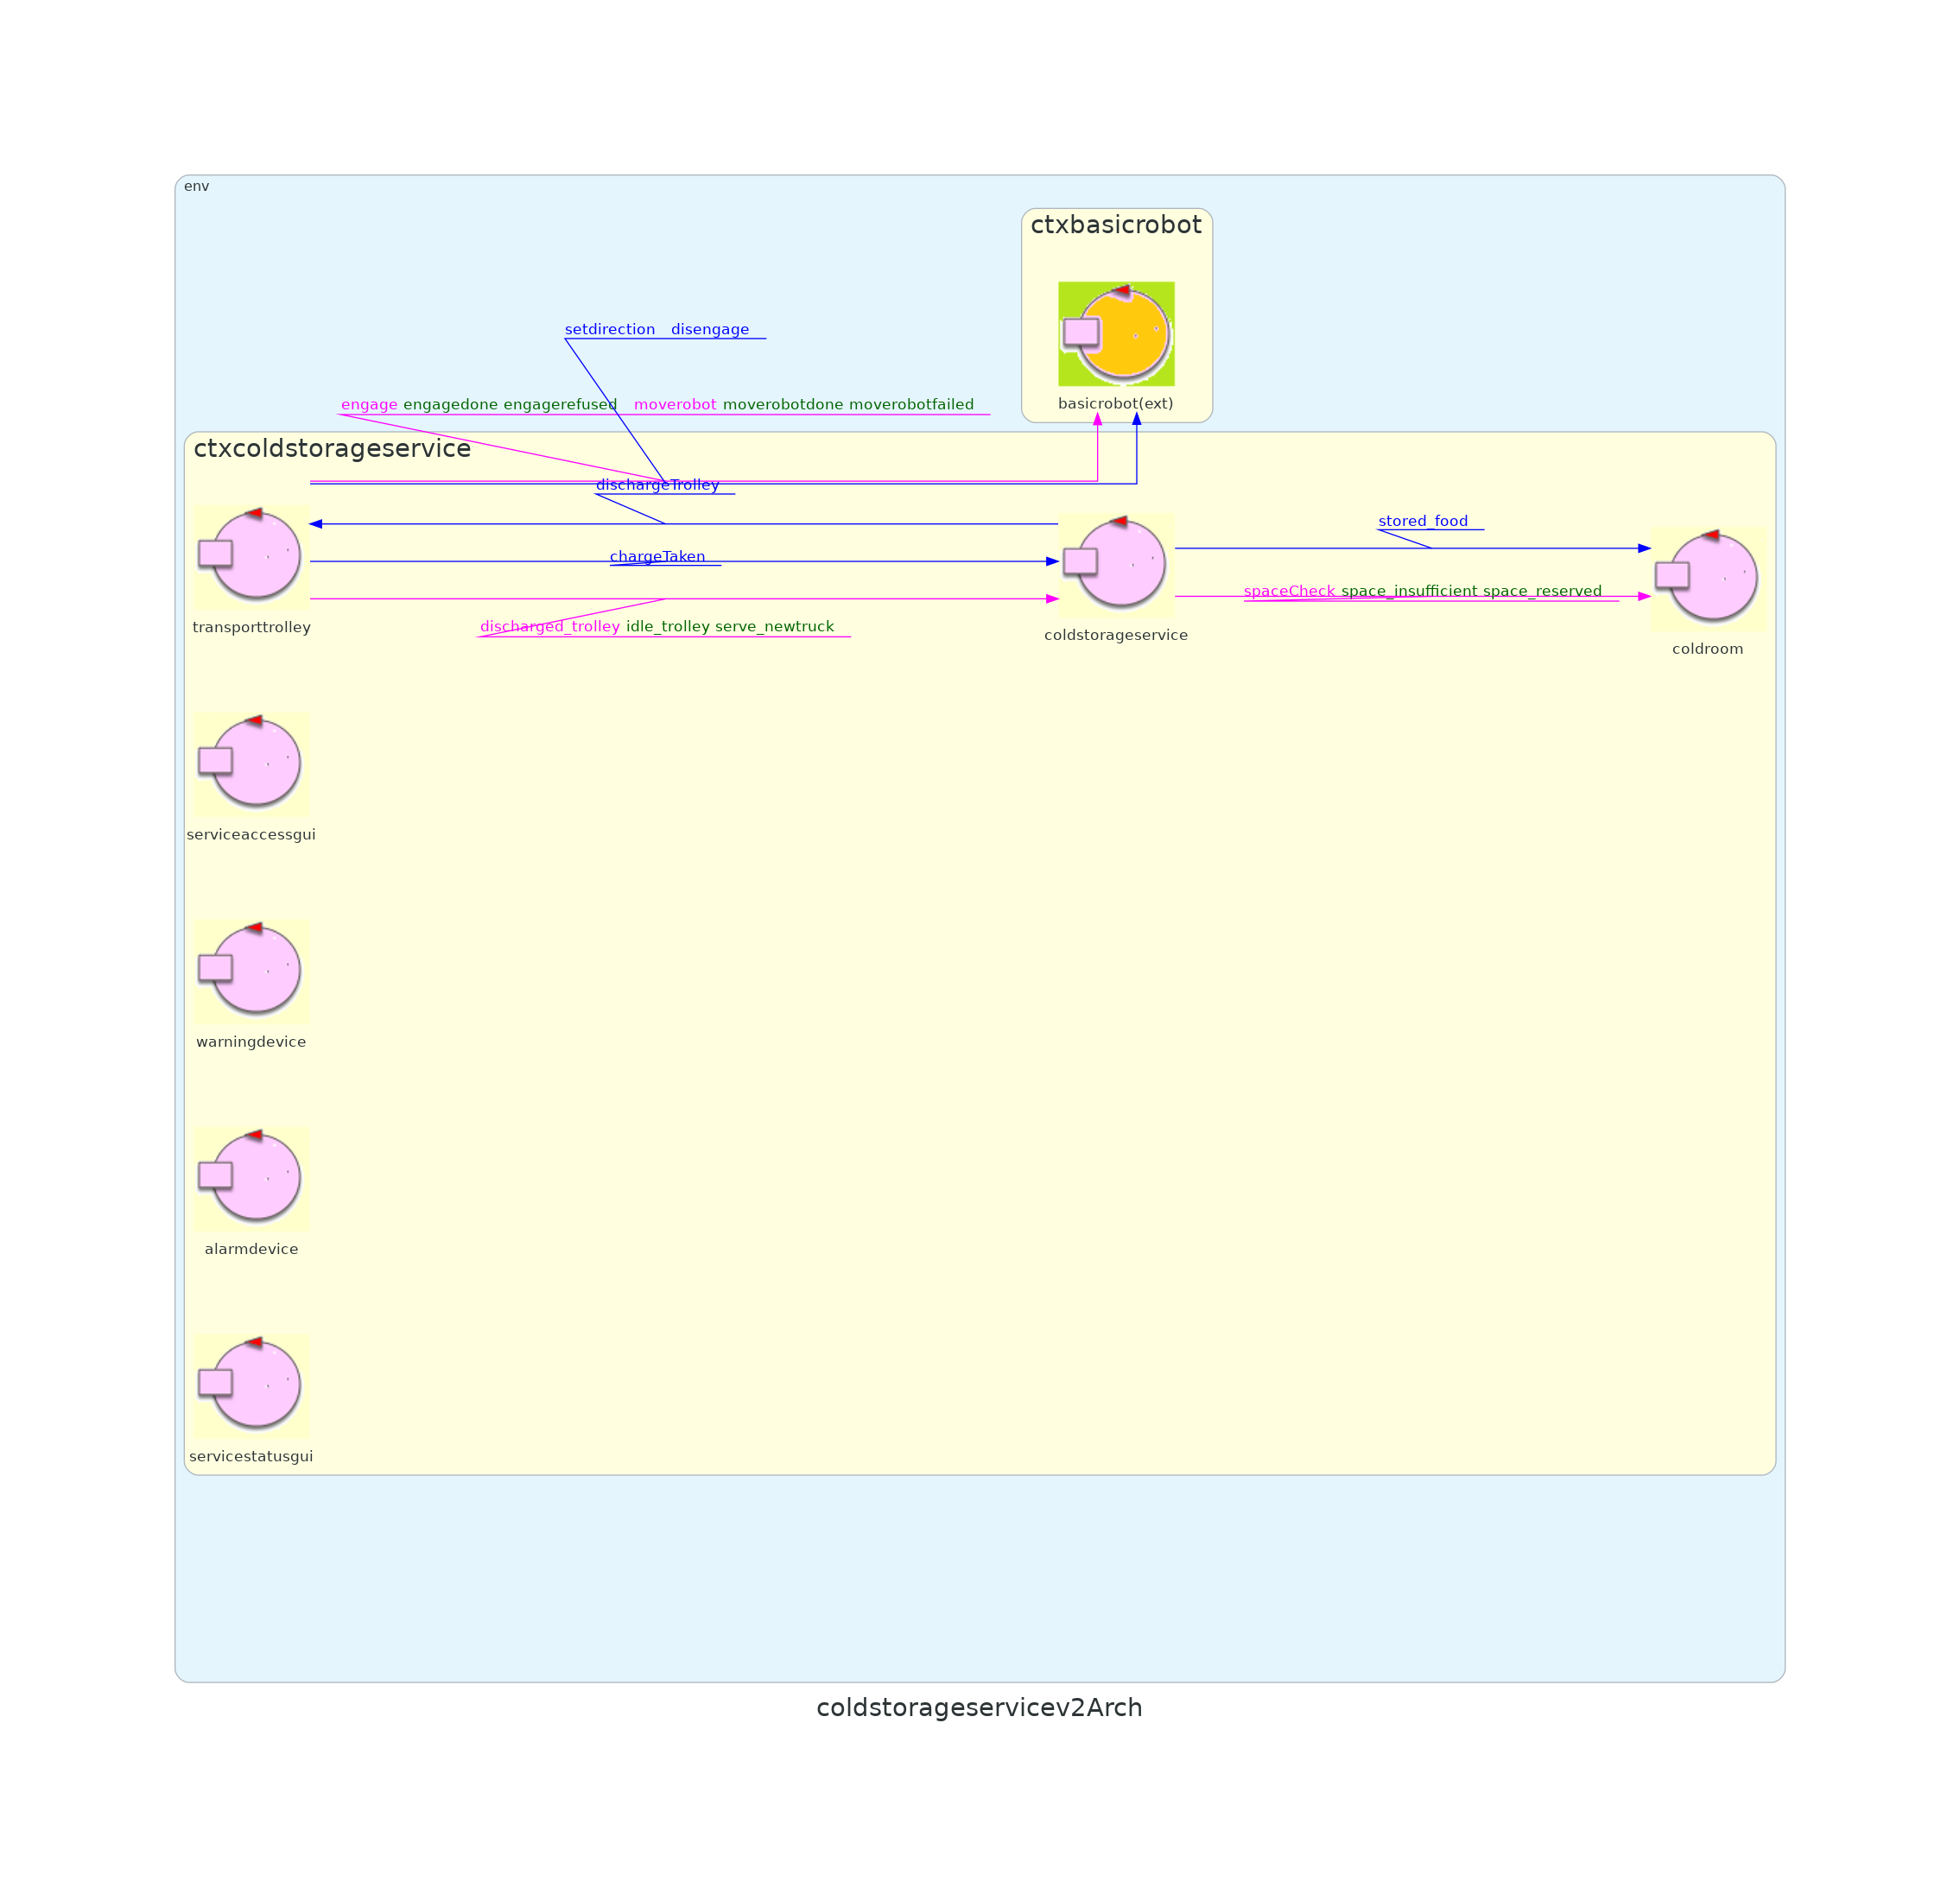 env
ctxbasicrobot
setdirection disengage
engage engagedone engagerefused moverobot moverobotdone moverobotfailed
basicrobot(ext)
ctxcoldstorageservice
dischargeTrolley
stored_food
chargeTaken
spaceCheck space_insufficient space_reserved
discharged_trolley idle_trolley serve_newtruck
transporttrolley
coldstorageservice
coldroom
serviceaccessgui
warningdevice
alarmdevice
servicestatusgui
coldstorageservicev2Arch